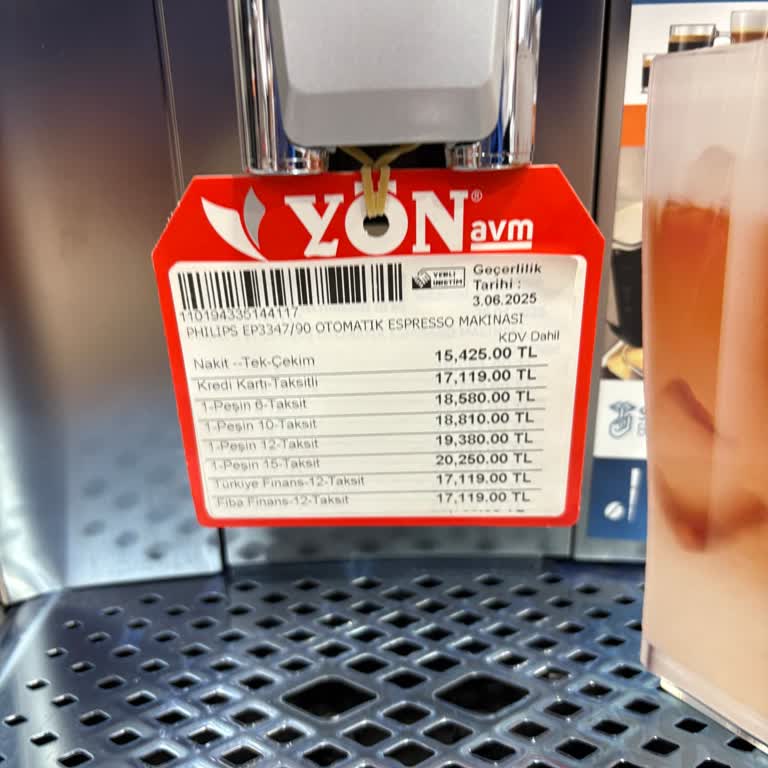 YÖN® avm
YERLİ ÜRETİM
Geçerlilik
Tarihi :
3.06.2025
110194335144117
PHILIPS EP3347/90 OTOMATIK ESPRESSO MAKINASI
KDV Dahil
Nakit --Tek-Çekim 15,425.00 TL
Kredi Kartı-Taksitli 17,119.00 TL
1-Peşin 6-Taksit 18,580.00 TL
1-Peşin 10-Taksit 18,810.00 TL
1-Peşin 12-Taksit 19,380.00 TL
1-Peşin 15-Taksit 20,250.00 TL
Türkiye Finans-12-Taksit 17,119.00 TL
Fiba Finans-12-Taksit 17,119.00 TL